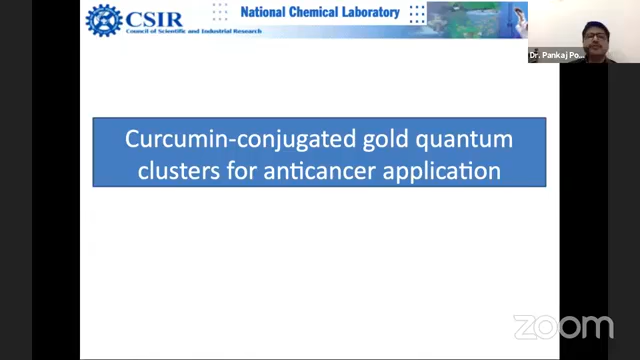 CSIR
Council of Scientific and Industrial Research
National Chemical Laboratory
Dr. Pankaj Po...
Curcumin-conjugated gold quantum
clusters for anticancer application
zoom